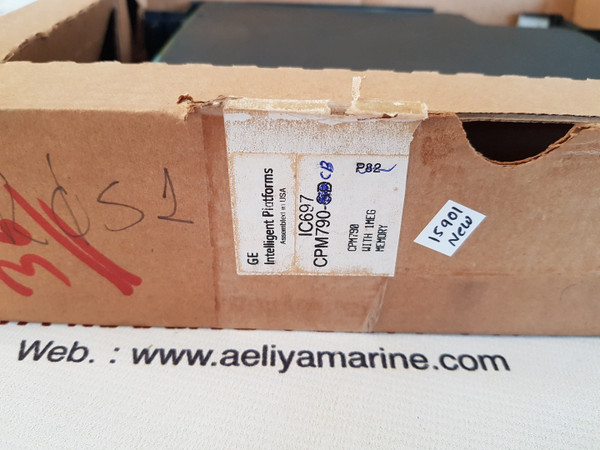 GE
Intelligent Platforms
Assembled in USA
IC697
CPM790-
CB
CPM790
WITH 1MEG
MEMORY
15901
New
Web. : www.aeliyamarine.com